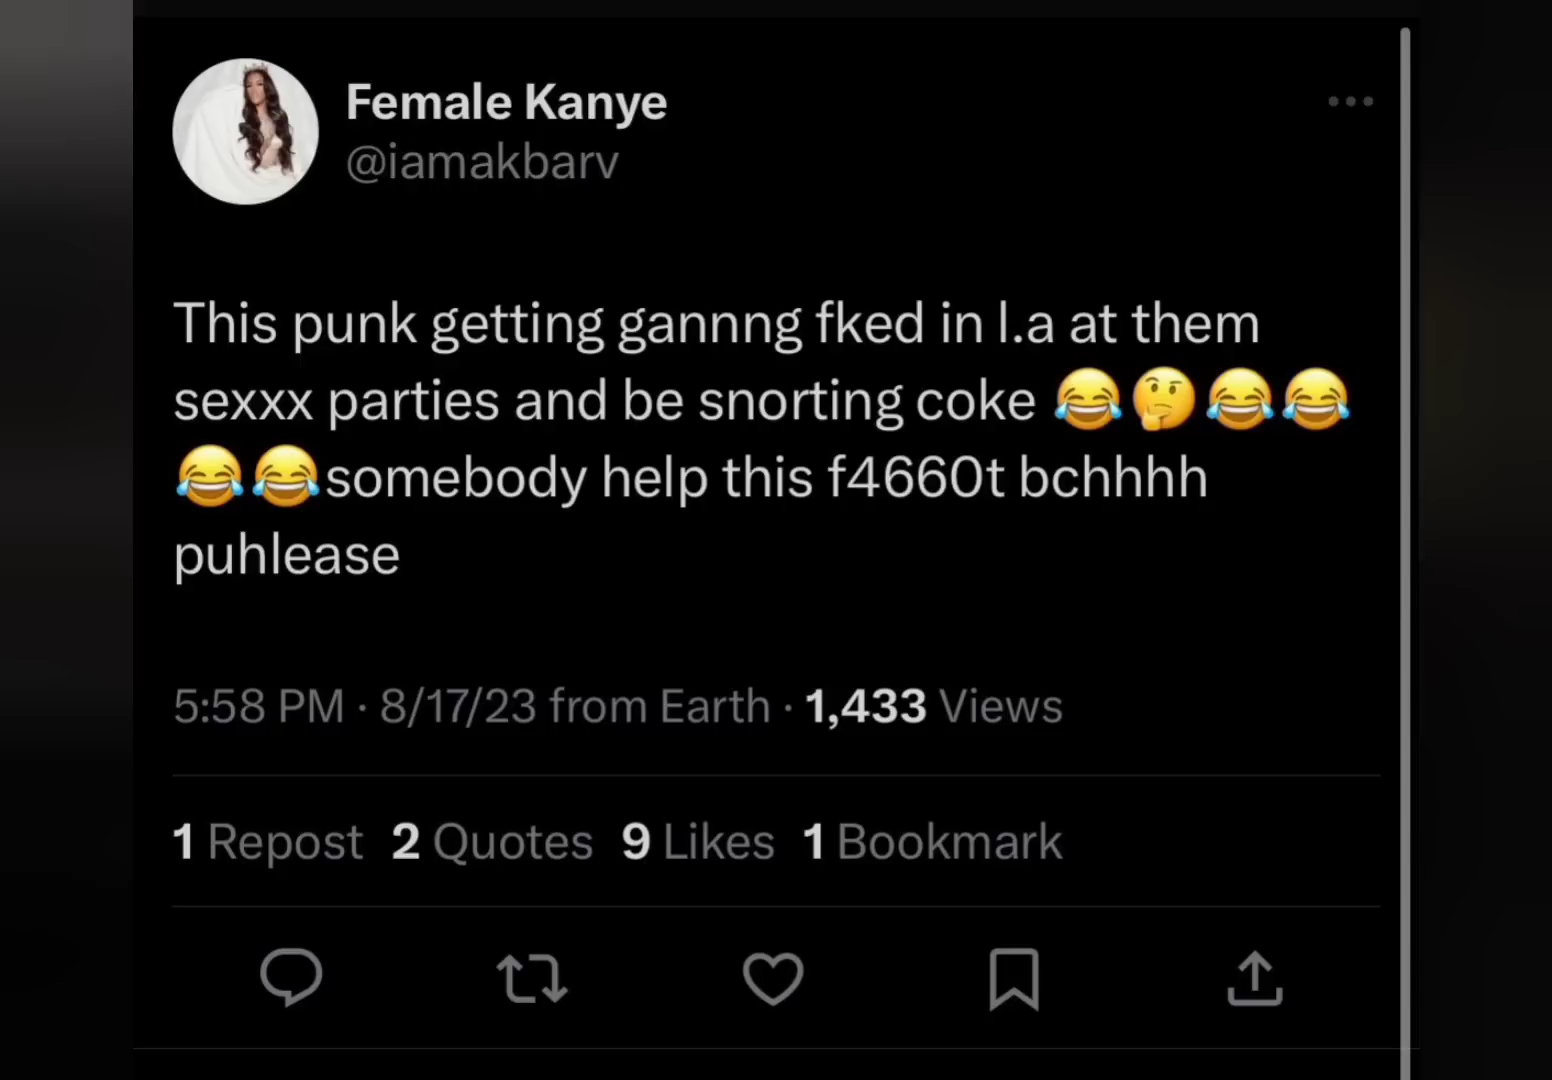 Female Kanye
@iamakbarv
This punk getting gannng fked in l.a at them
sexxx parties and be snorting coke 😂🤔😂😂
😂😂somebody help this f4660t bchhhh
puhlease
5:58 PM · 8/17/23 from Earth · 1,433 Views
1 Repost 2 Quotes 9 Likes 1 Bookmark